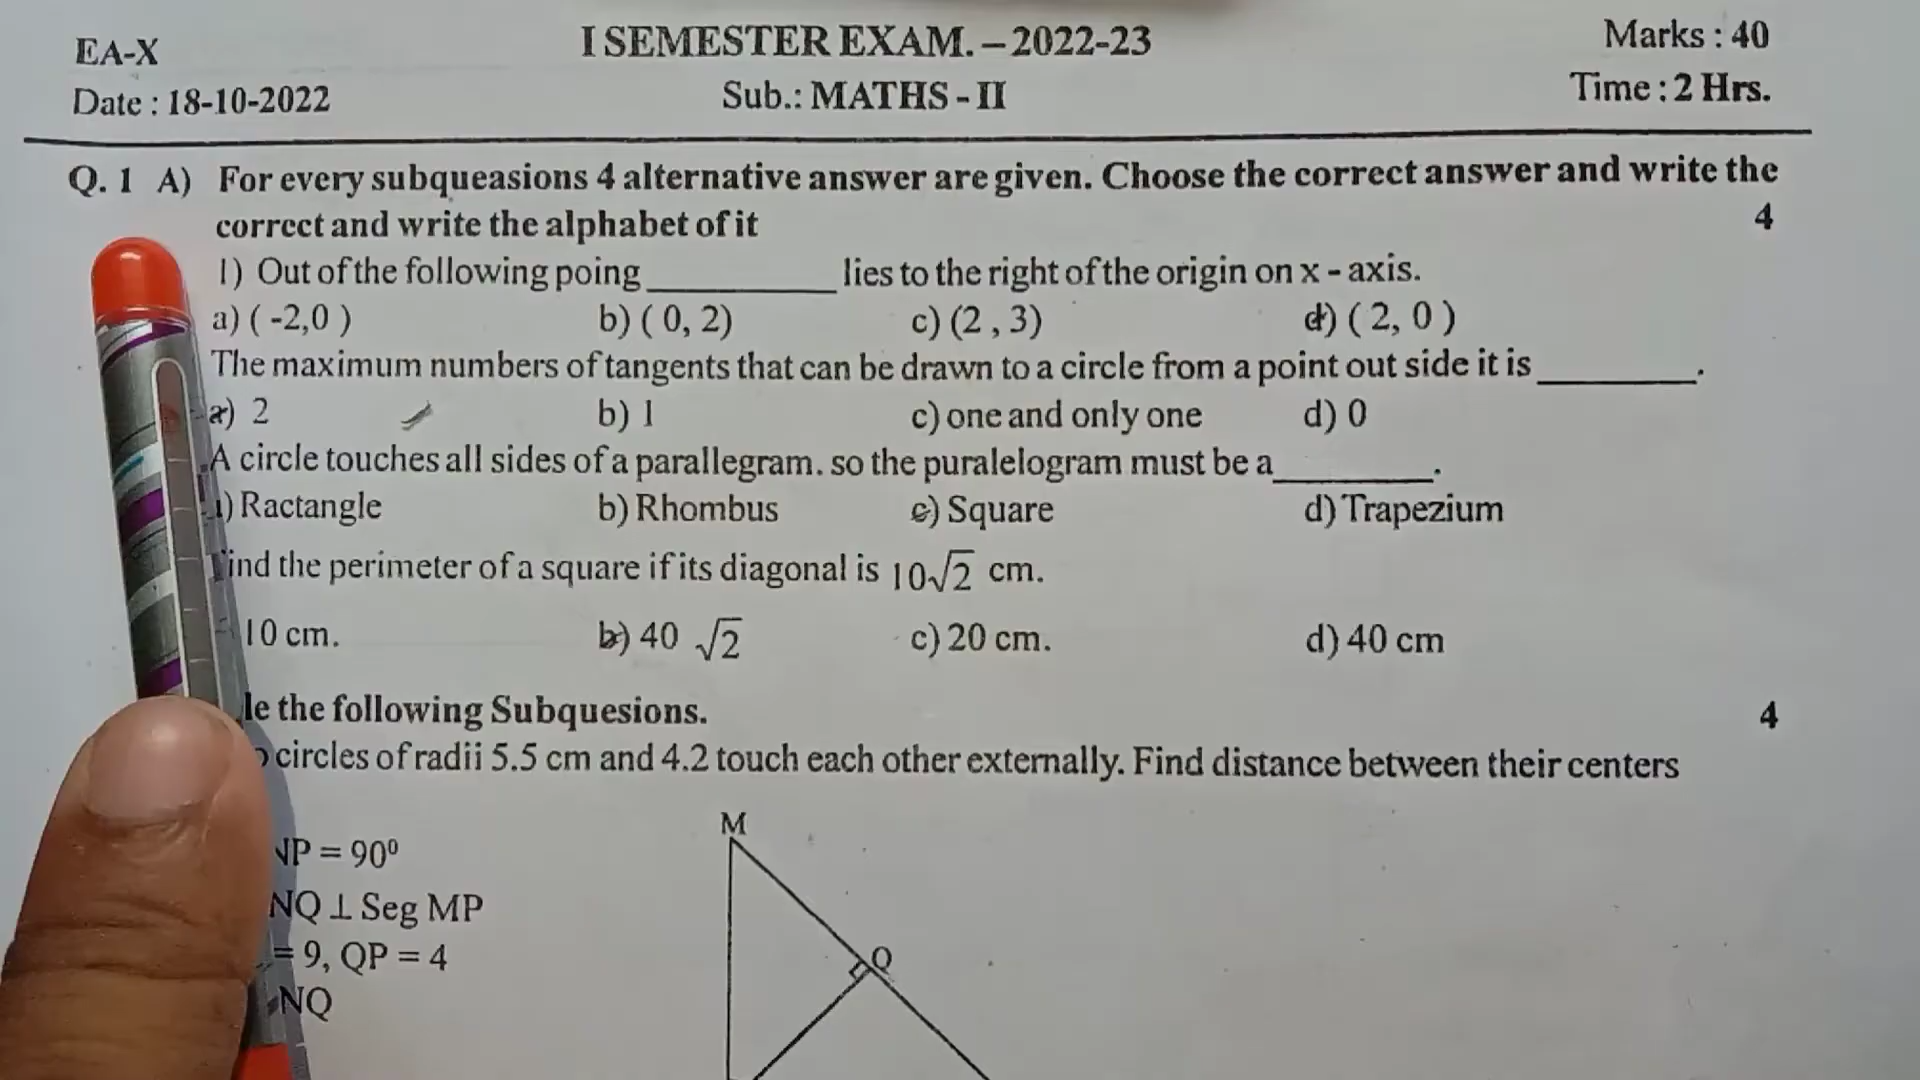 EA-X
I SEMESTER EXAM. – 2022-23
Marks : 40
Date : 18-10-2022
Sub.: MATHS - II
Time : 2 Hrs.
Q. 1 A) For every subqueasions 4 alternative answer are given. Choose the correct answer and write the
correct and write the alphabet of it 4
1) Out of the following poing __________ lies to the right of the origin on x - axis.
a) ( -2,0 ) b) ( 0, 2) c) (2 , 3) d) ( 2, 0 )
The maximum numbers of tangents that can be drawn to a circle from a point out side it is ________.
a) 2 b) 1 c) one and only one d) 0
A circle touches all sides of a parallegram. so the puralelogram must be a ________.
) Ractangle b) Rhombus c) Square d) Trapezium
ind the perimeter of a square if its diagonal is 10√2 cm.
10 cm. b) 40 √2 c) 20 cm. d) 40 cm
le the following Subquesions. 4
circles of radii 5.5 cm and 4.2 touch each other externally. Find distance between their centers
M
NP = 90⁰
NQ ⊥ Seg MP
= 9, QP = 4
Q
NQ